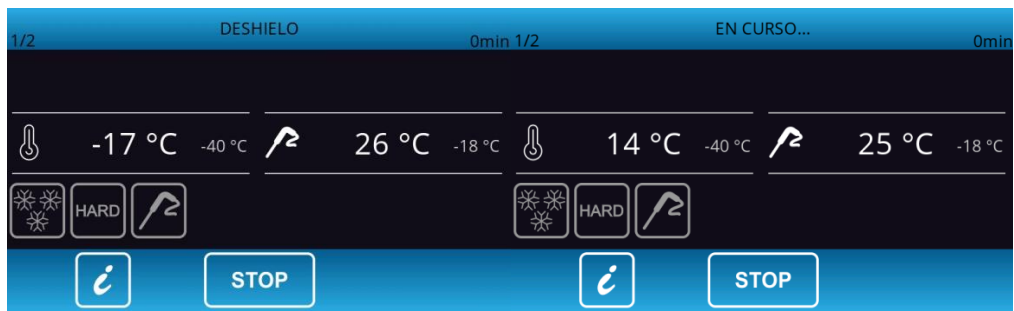 DESHIELO
1/2
0min
-17 °C -40 °C
26 °C -18 °C
HARD
i
STOP
EN CURSO...
1/2
0min
14 °C -40 °C
25 °C -18 °C
HARD
i
STOP